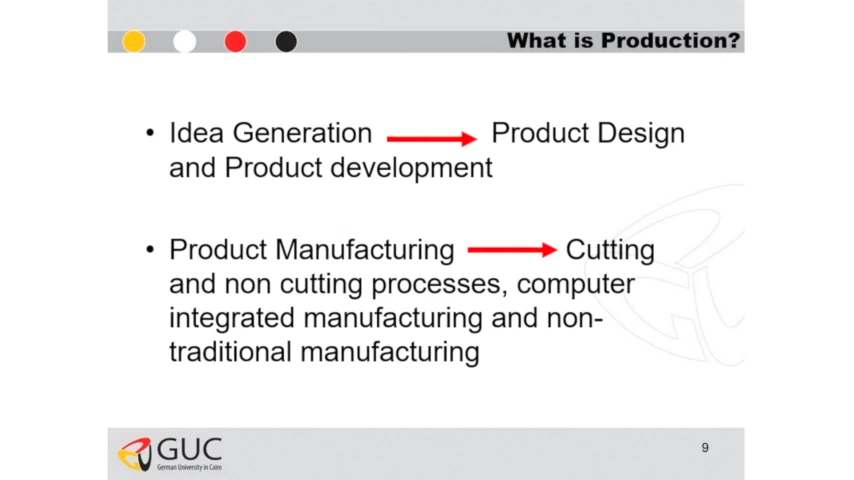 What is Production?
• Idea Generation Product Design
and Product development
• Product Manufacturing Cutting
and non cutting processes, computer
integrated manufacturing and non-
traditional manufacturing
GUC
German University in Cairo
9